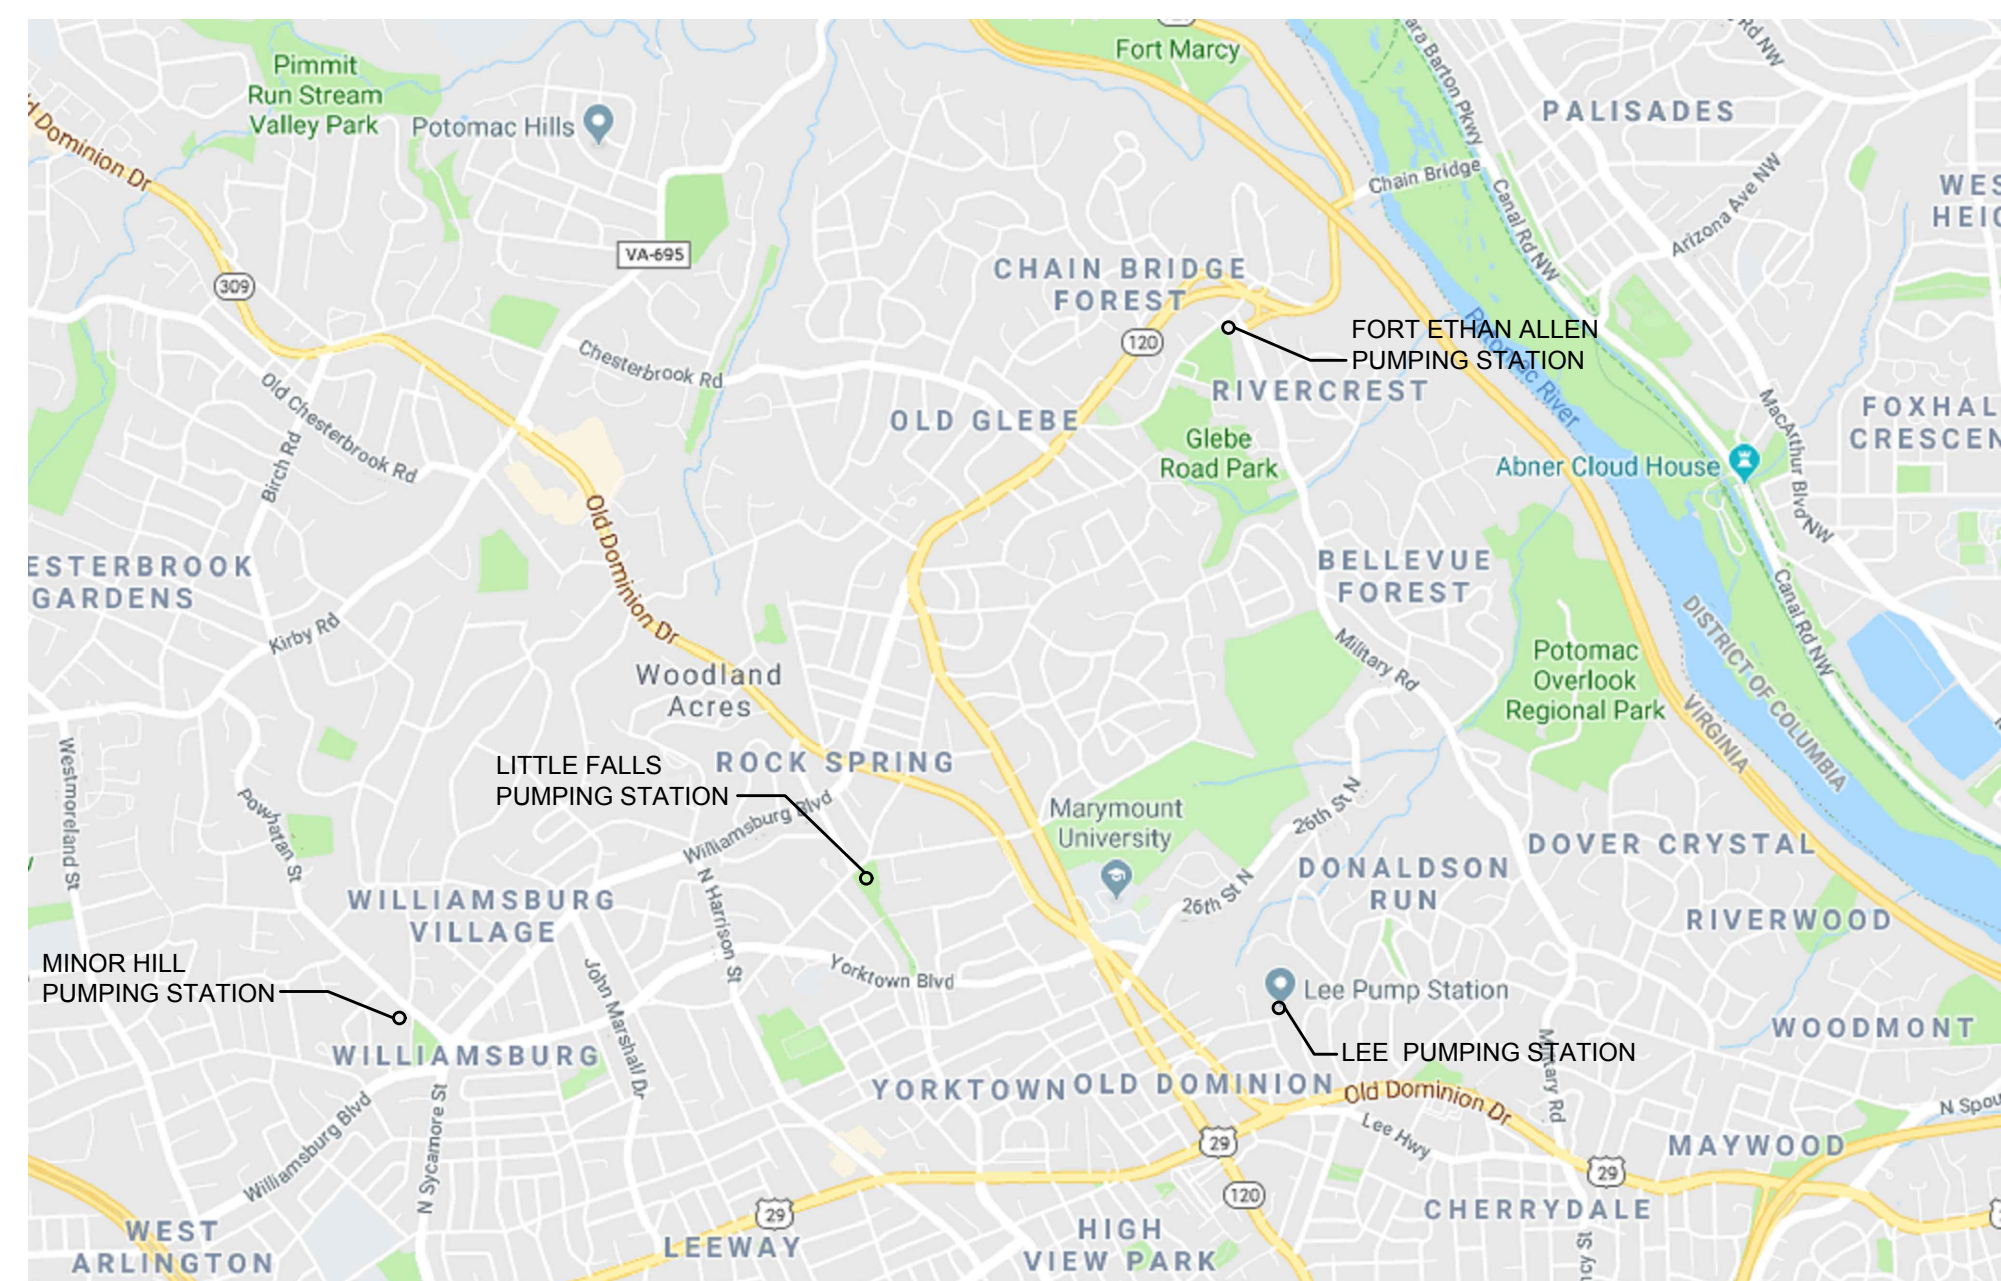 Fort Marcy
Pimmit
Run Stream
Valley Park
Potomac Hills
Dominion Dr
Barton Pkwy
Rd NW
PALISADES
Chain Bridge
Canal Rd NW
Arizona Ave NW
VA-695
309
CHAIN BRIDGE
FOREST
120
FORT ETHAN ALLEN
PUMPING STATION
Potomac River
RIVERCREST
Chesterbrook Rd
Old Chesterbrook Rd
Birch Rd
OLD GLEBE
Glebe
Road Park
MacArthur Blvd NW
Abner Cloud House
Old Dominion Dr
BELLEVUE
FOREST
GARDENS
Kirby Rd
Canal Rd NW
DISTRICT OF COLUMBIA
VIRGINIA
Military Rd
Potomac
Overlook
Regional Park
Woodland
Acres
ROCK SPRING
LITTLE FALLS
PUMPING STATION
Williamsburg Blvd
Westmoreland St
Powhatan St
Marymount
University
26th St N
26th St N
DOVER CRYSTAL
DONALDSON
RUN
RIVERWOOD
WILLIAMSBURG
VILLAGE
N Harrison St
MINOR HILL
PUMPING STATION
John Marshall Dr
Yorktown Blvd
Lee Pump Station
LEE PUMPING STATION
WOODMONT
WILLIAMSBURG
Military Rd
YORKTOWN
OLD DOMINION
Old Dominion Dr
Lee Hwy
N Sycamore St
Williamsburg Blvd
29
29
MAYWOOD
120
29
CHERRYDALE
WEST
ARLINGTON
LEEWAY
HIGH
VIEW PARK